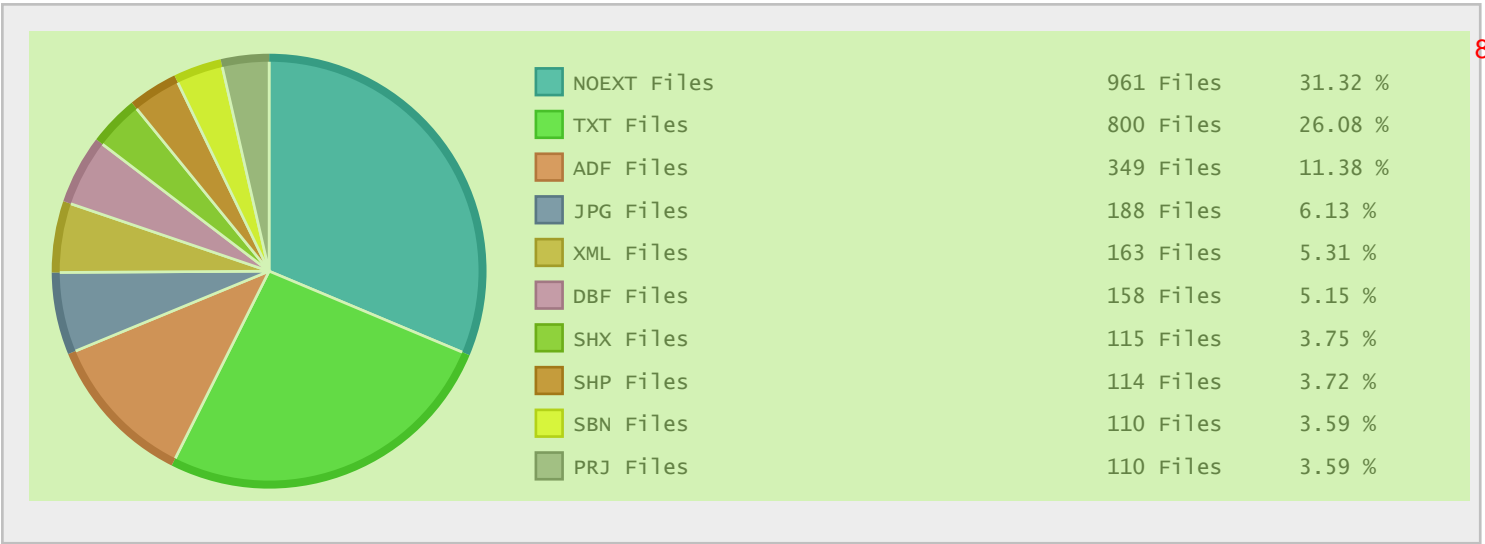 8
NOEXT Files 961 Files 31.32 %
TXT Files 800 Files 26.08 %
ADF Files 349 Files 11.38 %
JPG Files 188 Files 6.13 %
XML Files 163 Files 5.31 %
DBF Files 158 Files 5.15 %
SHX Files 115 Files 3.75 %
SHP Files 114 Files 3.72 %
SBN Files 110 Files 3.59 %
PRJ Files 110 Files 3.59 %